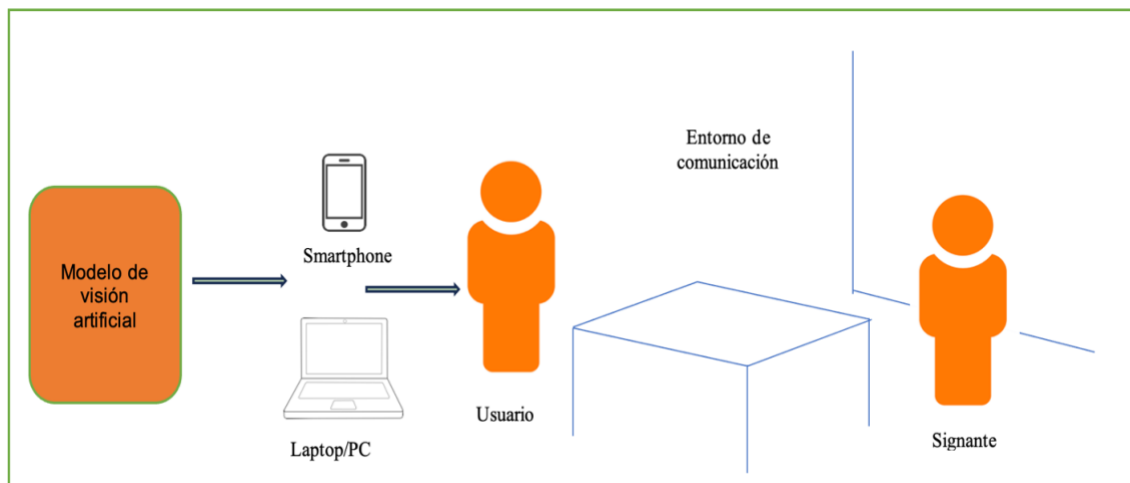 Modelo de
visión
artificial
Smartphone
Laptop/PC
Usuario
Entorno de
comunicación
Signante